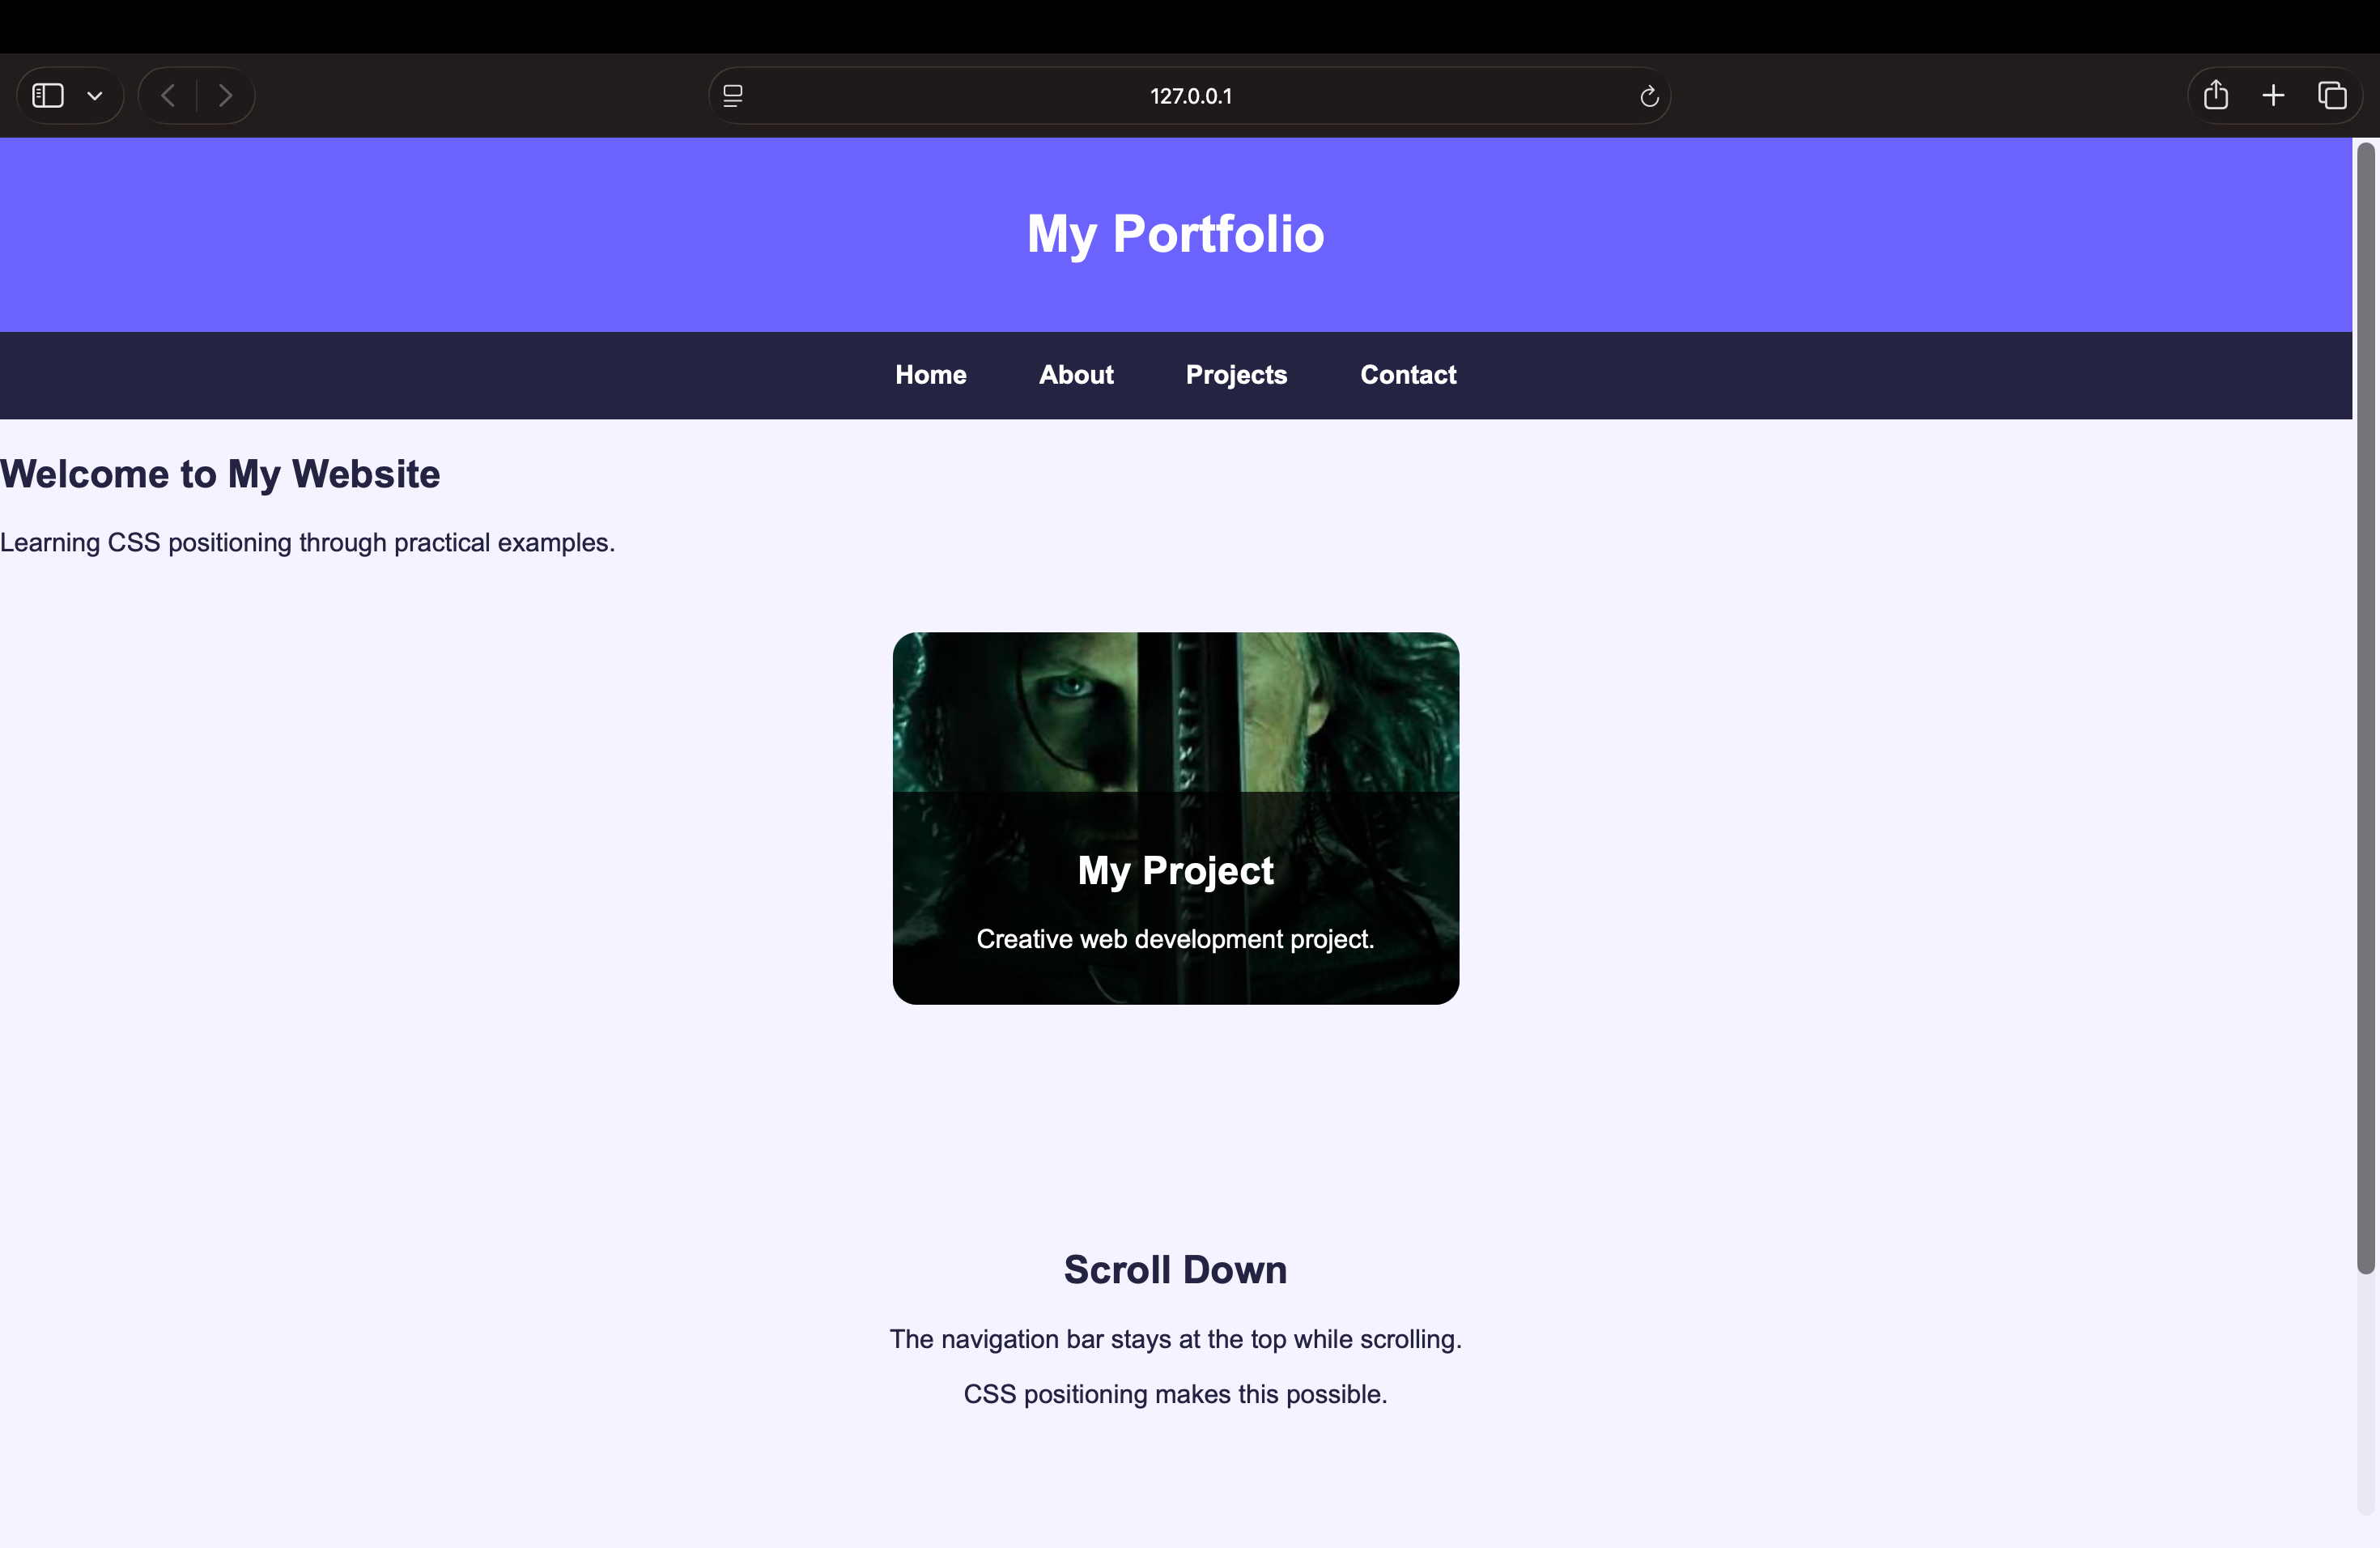 127.0.0.1
My Portfolio
Home About Projects Contact
Welcome to My Website
Learning CSS positioning through practical examples.
My Project
Creative web development project.
Scroll Down
The navigation bar stays at the top while scrolling.
CSS positioning makes this possible.